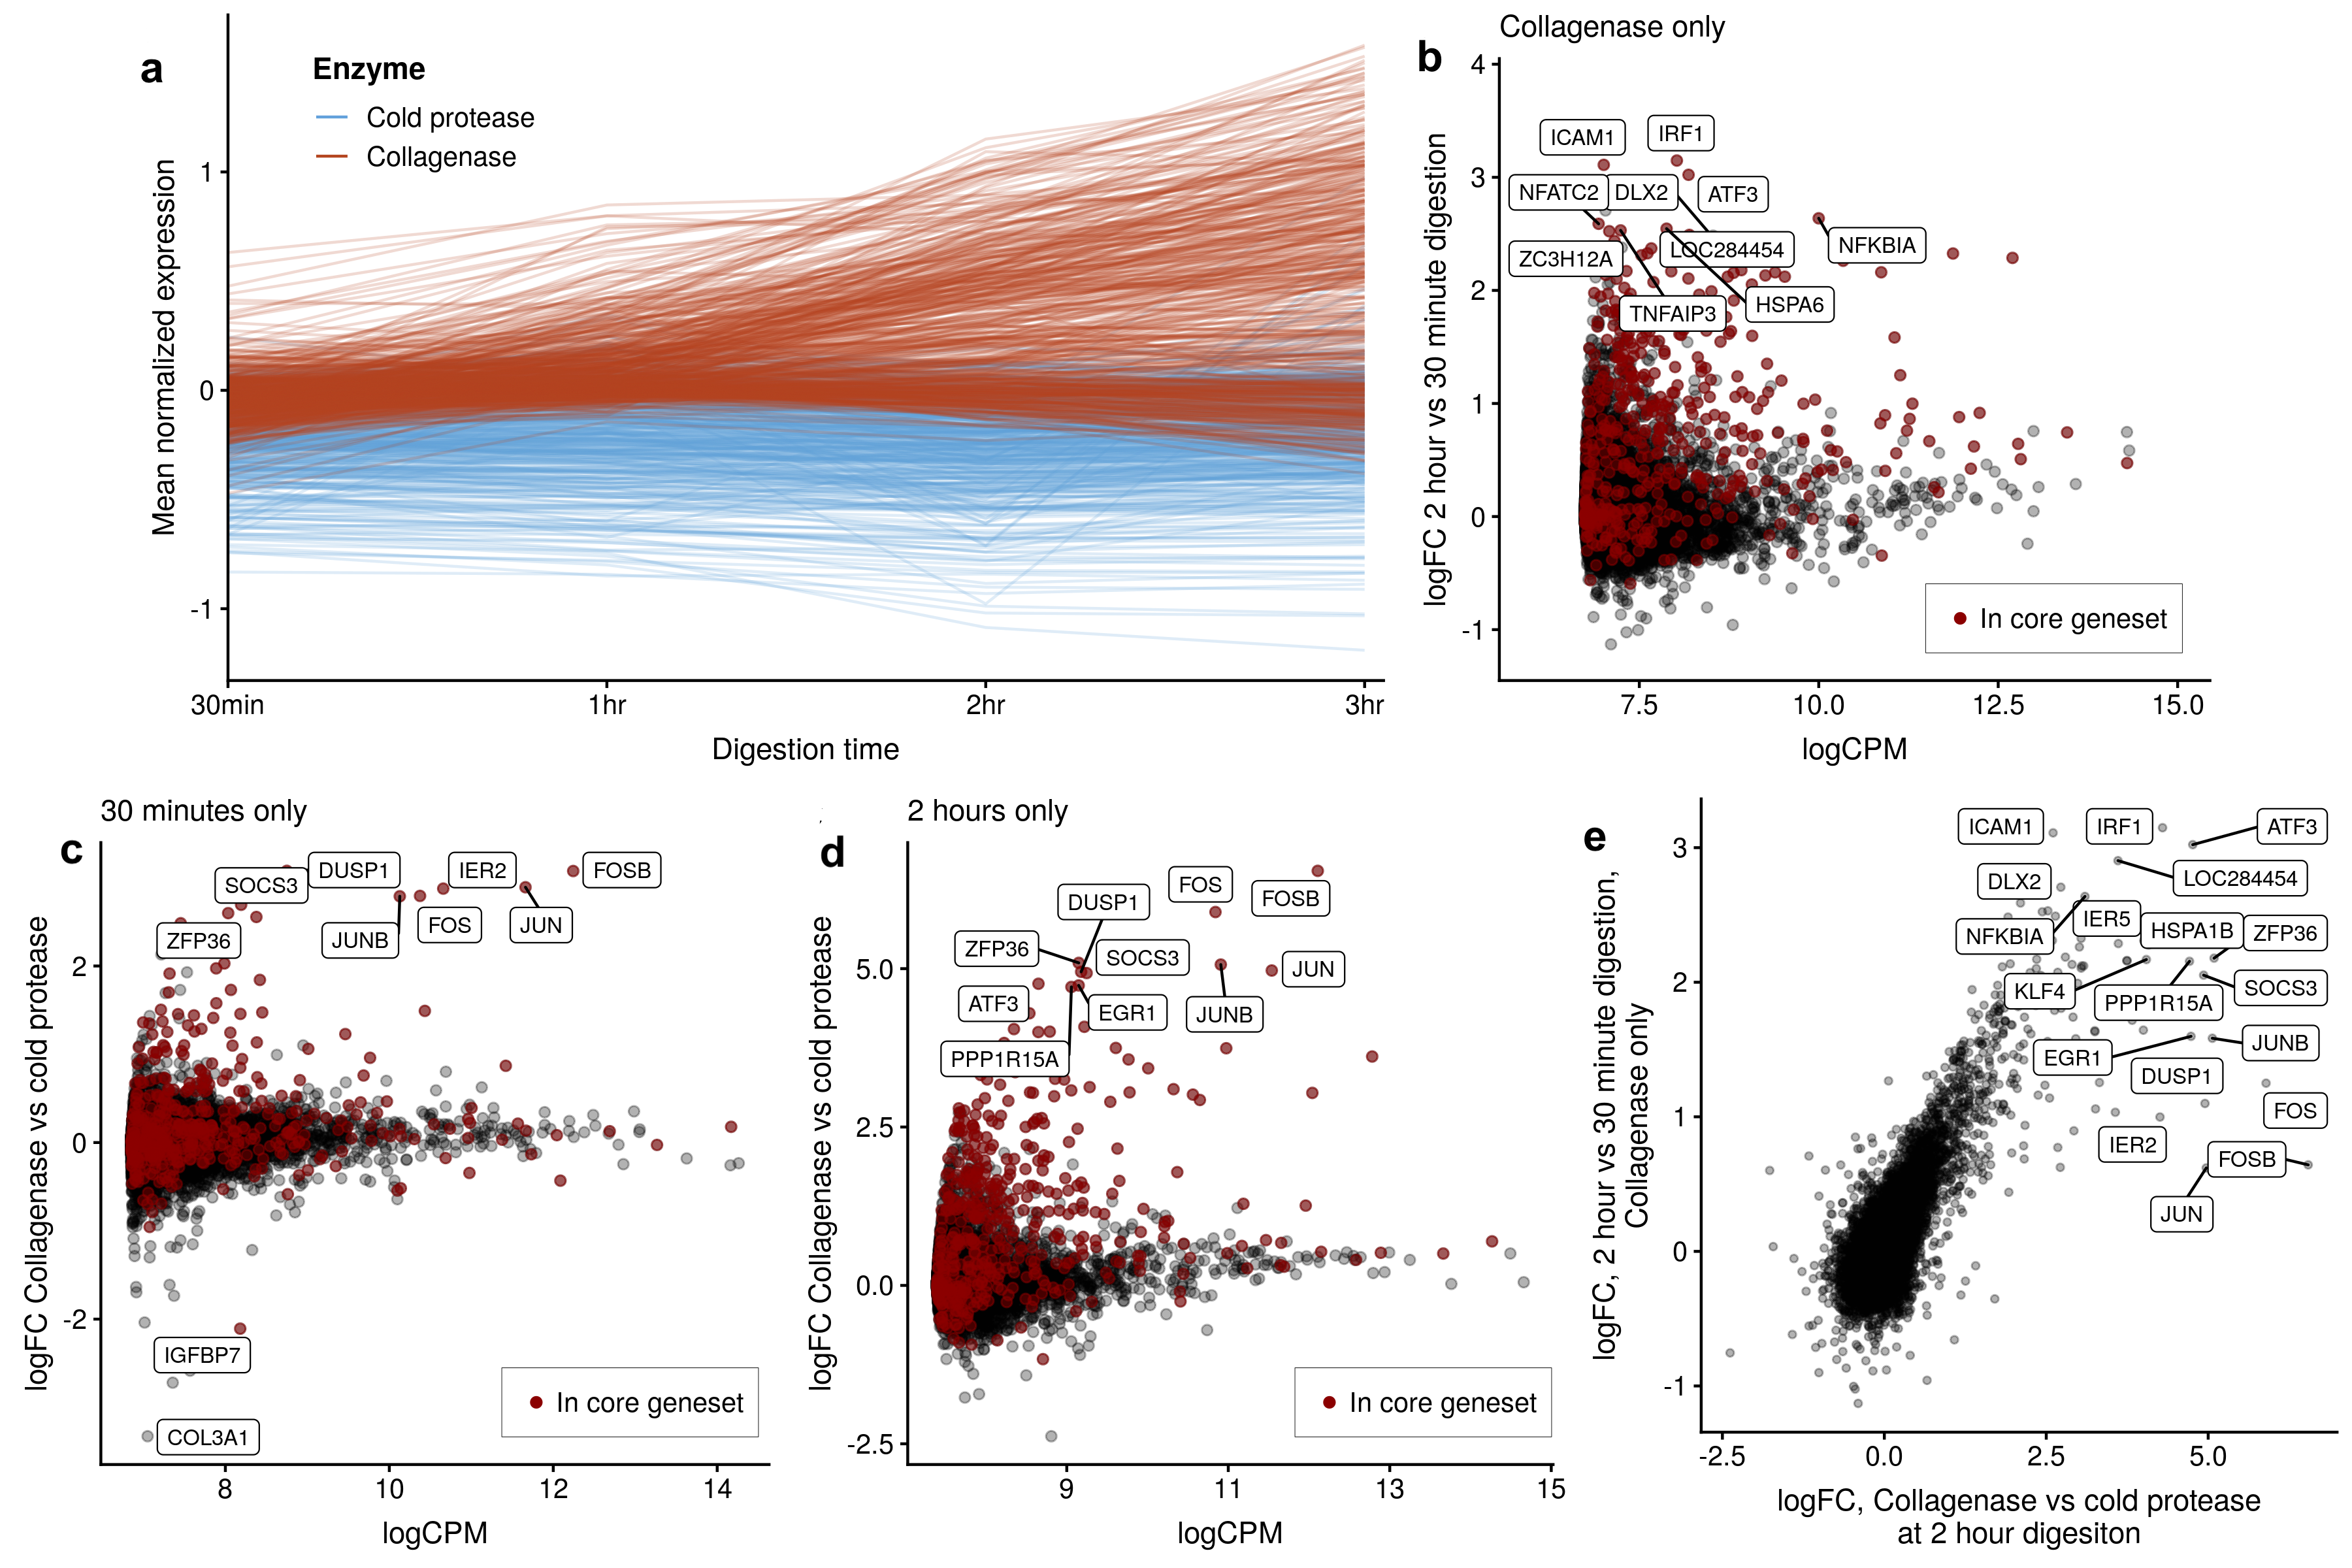 a
Enzyme
Cold protease
Collagenase
Mean normalized expression
1
0
-1
30min
1hr
2hr
3hr
Digestion time
b
Collagenase only
logFC 2 hour vs 30 minute digestion
4
3
2
1
0
-1
ICAM1
IRF1
NFATC2
DLX2
ATF3
ZC3H12A
LOC284454
NFKBIA
TNFAIP3
HSPA6
In core geneset
7.5
10.0
12.5
15.0
logCPM
30 minutes only
c
logFC Collagenase vs cold protease
2
0
-2
SOCS3
DUSP1
IER2
FOSB
ZFP36
JUNB
FOS
JUN
IGFBP7
COL3A1
In core geneset
8
10
12
14
logCPM
2 hours only
d
logFC Collagenase vs cold protease
5.0
2.5
0.0
-2.5
DUSP1
FOS
FOSB
ZFP36
SOCS3
JUN
ATF3
EGR1
JUNB
PPP1R15A
In core geneset
9
11
13
15
logCPM
e
logFC, 2 hour vs 30 minute digestion,
Collagenase only
3
2
1
0
-1
ICAM1
IRF1
ATF3
DLX2
LOC284454
NFKBIA
IER5
HSPA1B
ZFP36
KLF4
PPP1R15A
SOCS3
EGR1
JUNB
DUSP1
FOS
IER2
FOSB
JUN
-2.5
0.0
2.5
5.0
logFC, Collagenase vs cold protease
at 2 hour digesiton